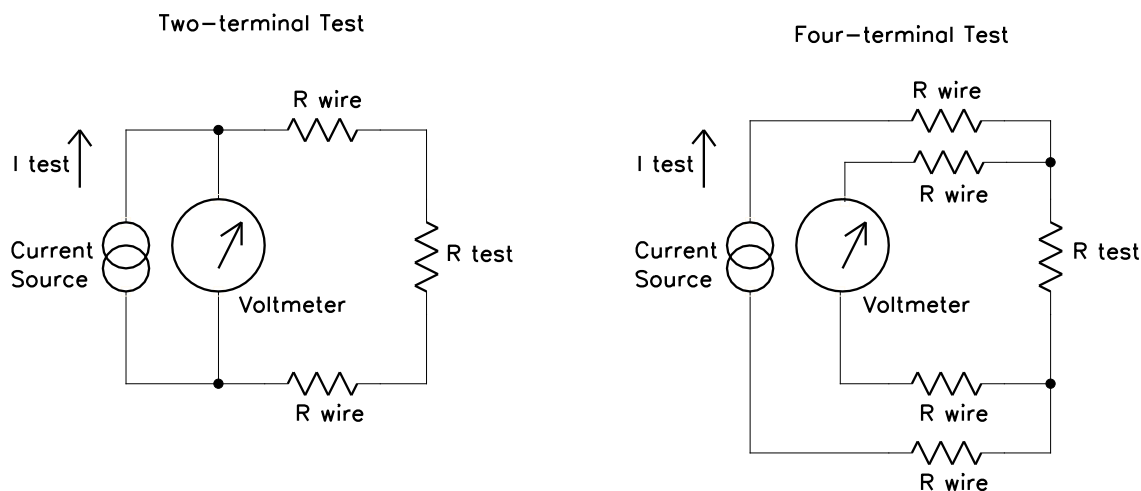 Two-terminal Test
R wire
I test
Current
Source
R test
Voltmeter
R wire
Four-terminal Test
R wire
I test
R wire
Current
Source
R test
Voltmeter
R wire
R wire